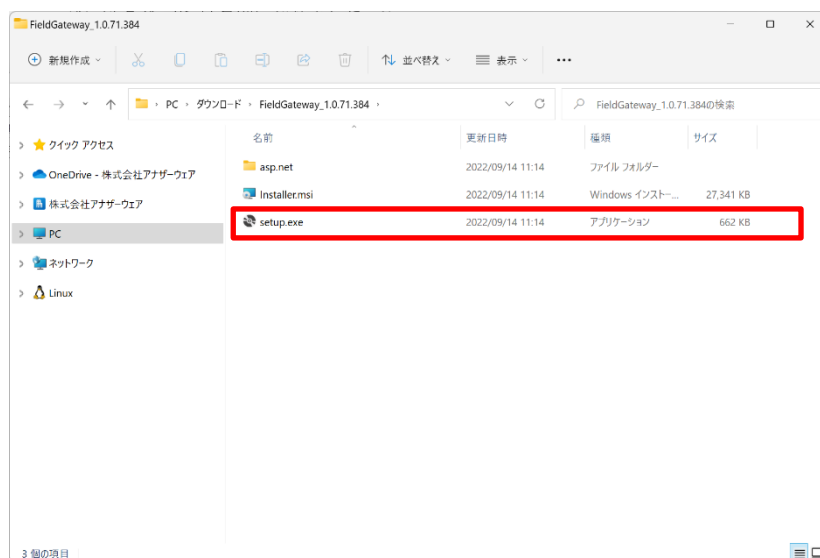 FieldGateway_1.0.71.384
新規作成 並べ替え 表示
PC › ダウンロード › FieldGateway_1.0.71.384 › FieldGateway_1.0.71.384の検索
名前 更新日時 種類 サイズ
クイック アクセス
asp.net 2022/09/14 11:14 ファイル フォルダー
OneDrive - 株式会社アナザーウェア
Installer.msi 2022/09/14 11:14 Windows インストー... 27,341 KB
株式会社アナザーウェア
setup.exe 2022/09/14 11:14 アプリケーション 662 KB
PC
ネットワーク
Linux
3 個の項目